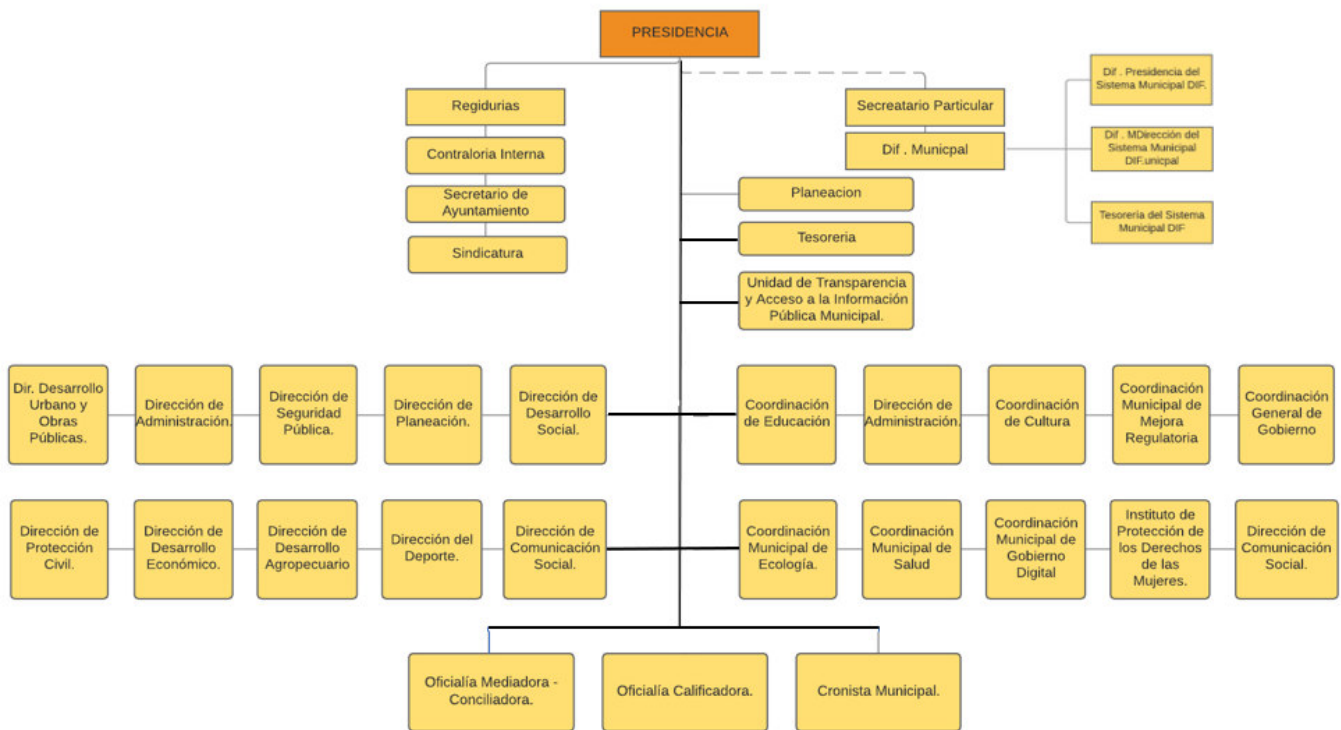 PRESIDENCIA
Regidurias
Contraloria Interna
Secretario de
Ayuntamiento
Sindicatura
Secreatario Particular
Dif . Municpal
Dif . Presidencia del
Sistema Municipal DIF.
Dif . MDirección del
Sistema Municipal
DIF.unicpal
Tesorería del Sistema
Municipal DIF
Planeacion
Tesoreria
Unidad de Transparencia
y Acceso a la Información
Pública Municipal.
Dir. Desarrollo
Urbano y
Obras
Públicas.
Dirección de
Administración.
Dirección de
Seguridad
Pública.
Dirección de
Planeación.
Dirección de
Desarrollo
Social.
Coordinación
de Educación
Dirección de
Administración.
Coordinación
de Cultura
Coordinación
Municipal de
Mejora
Regulatoria
Coordinación
General de
Gobierno
Dirección de
Protección
Civil.
Dirección de
Desarrollo
Económico.
Dirección de
Desarrollo
Agropecuario
Dirección del
Deporte.
Dirección de
Comunicación
Social.
Coordinación
Municipal de
Ecología.
Coordinación
Municipal de
Salud
Coordinación
Municipal de
Gobierno
Digital
Instituto de
Protección de
los Derechos
de las
Mujeres.
Dirección de
Comunicación
Social.
Oficialía Mediadora -
Conciliadora.
Oficialía Calificadora.
Cronista Municipal.